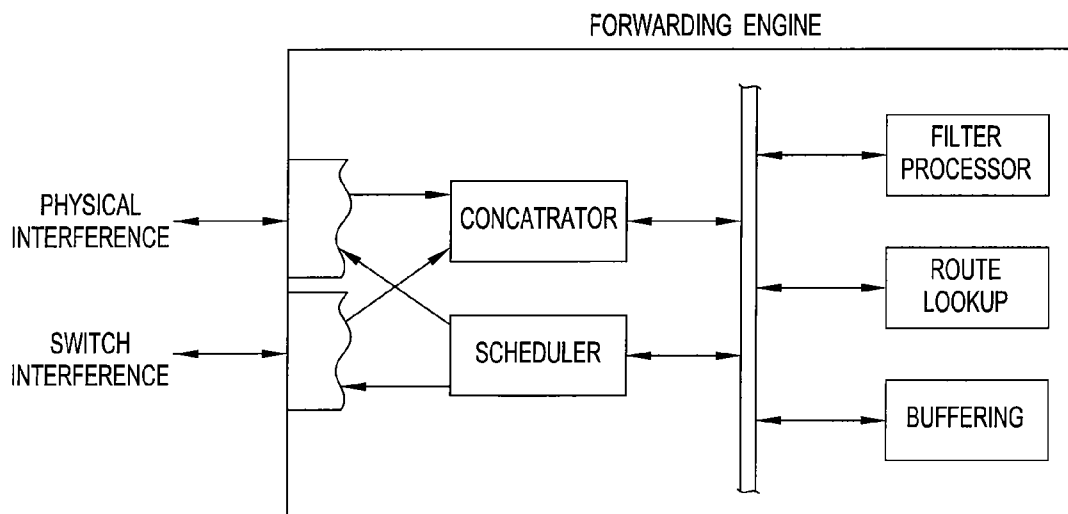 FORWARDING ENGINE
PHYSICAL
INTERFERENCE
SWITCH
INTERFERENCE
CONCATRATOR
SCHEDULER
FILTER
PROCESSOR
ROUTE
LOOKUP
BUFFERING